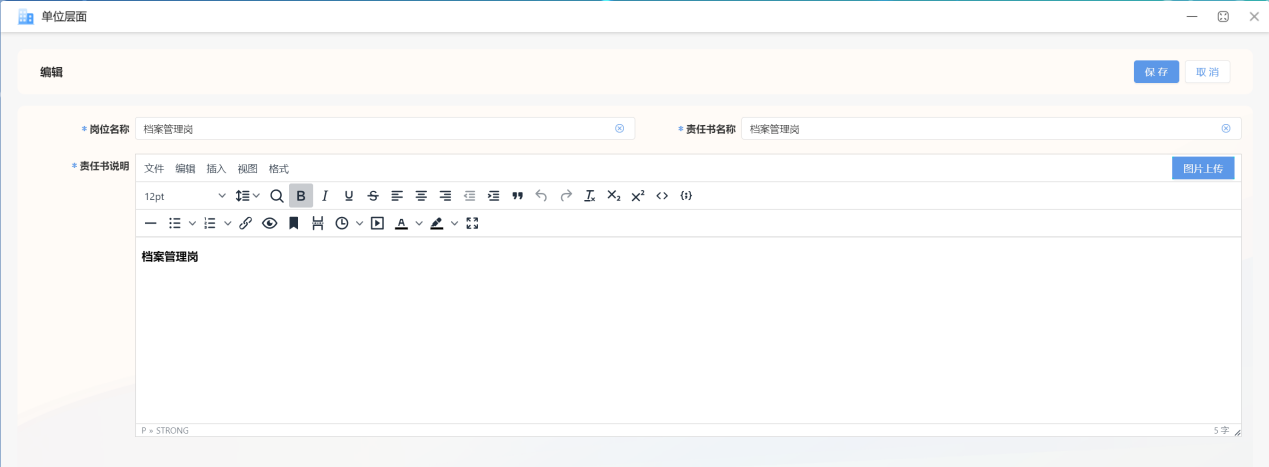 单位层面
编辑
保 存 取 消
* 岗位名称 档案管理岗 * 责任书名称 档案管理岗
* 责任书说明 文件 编辑 插入 视图 格式 图片上传
12pt
档案管理岗
P » STRONG 5 字